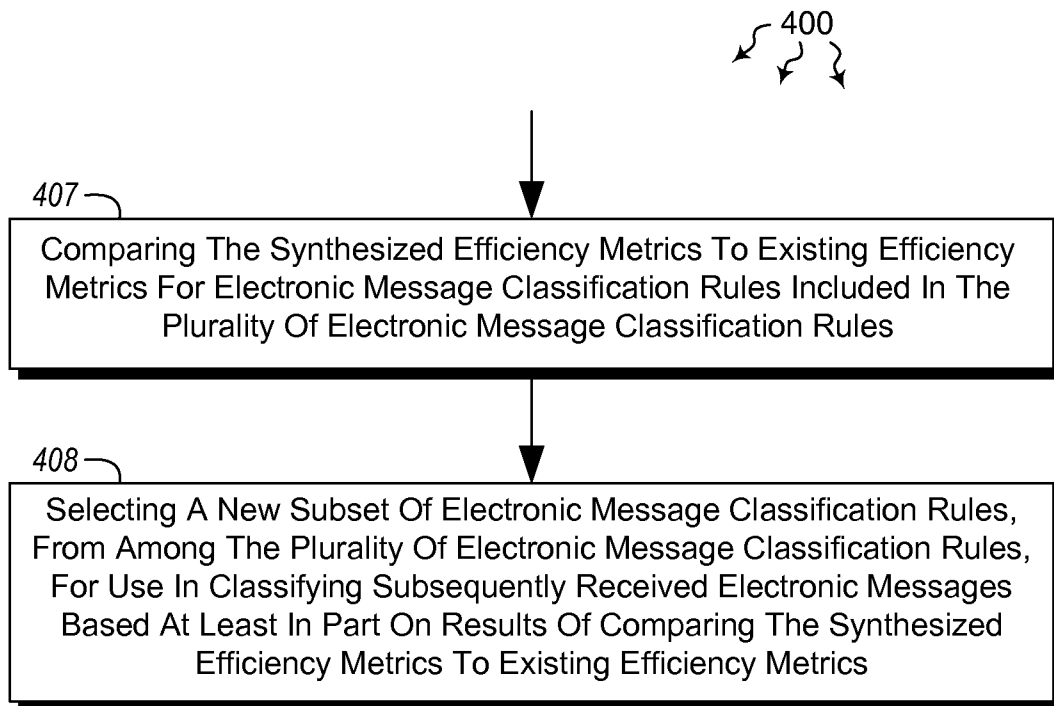 400
407
Comparing The Synthesized Efficiency Metrics To Existing Efficiency
Metrics For Electronic Message Classification Rules Included In The
Plurality Of Electronic Message Classification Rules
408
Selecting A New Subset Of Electronic Message Classification Rules,
From Among The Plurality Of Electronic Message Classification Rules,
For Use In Classifying Subsequently Received Electronic Messages
Based At Least In Part On Results Of Comparing The Synthesized
Efficiency Metrics To Existing Efficiency Metrics